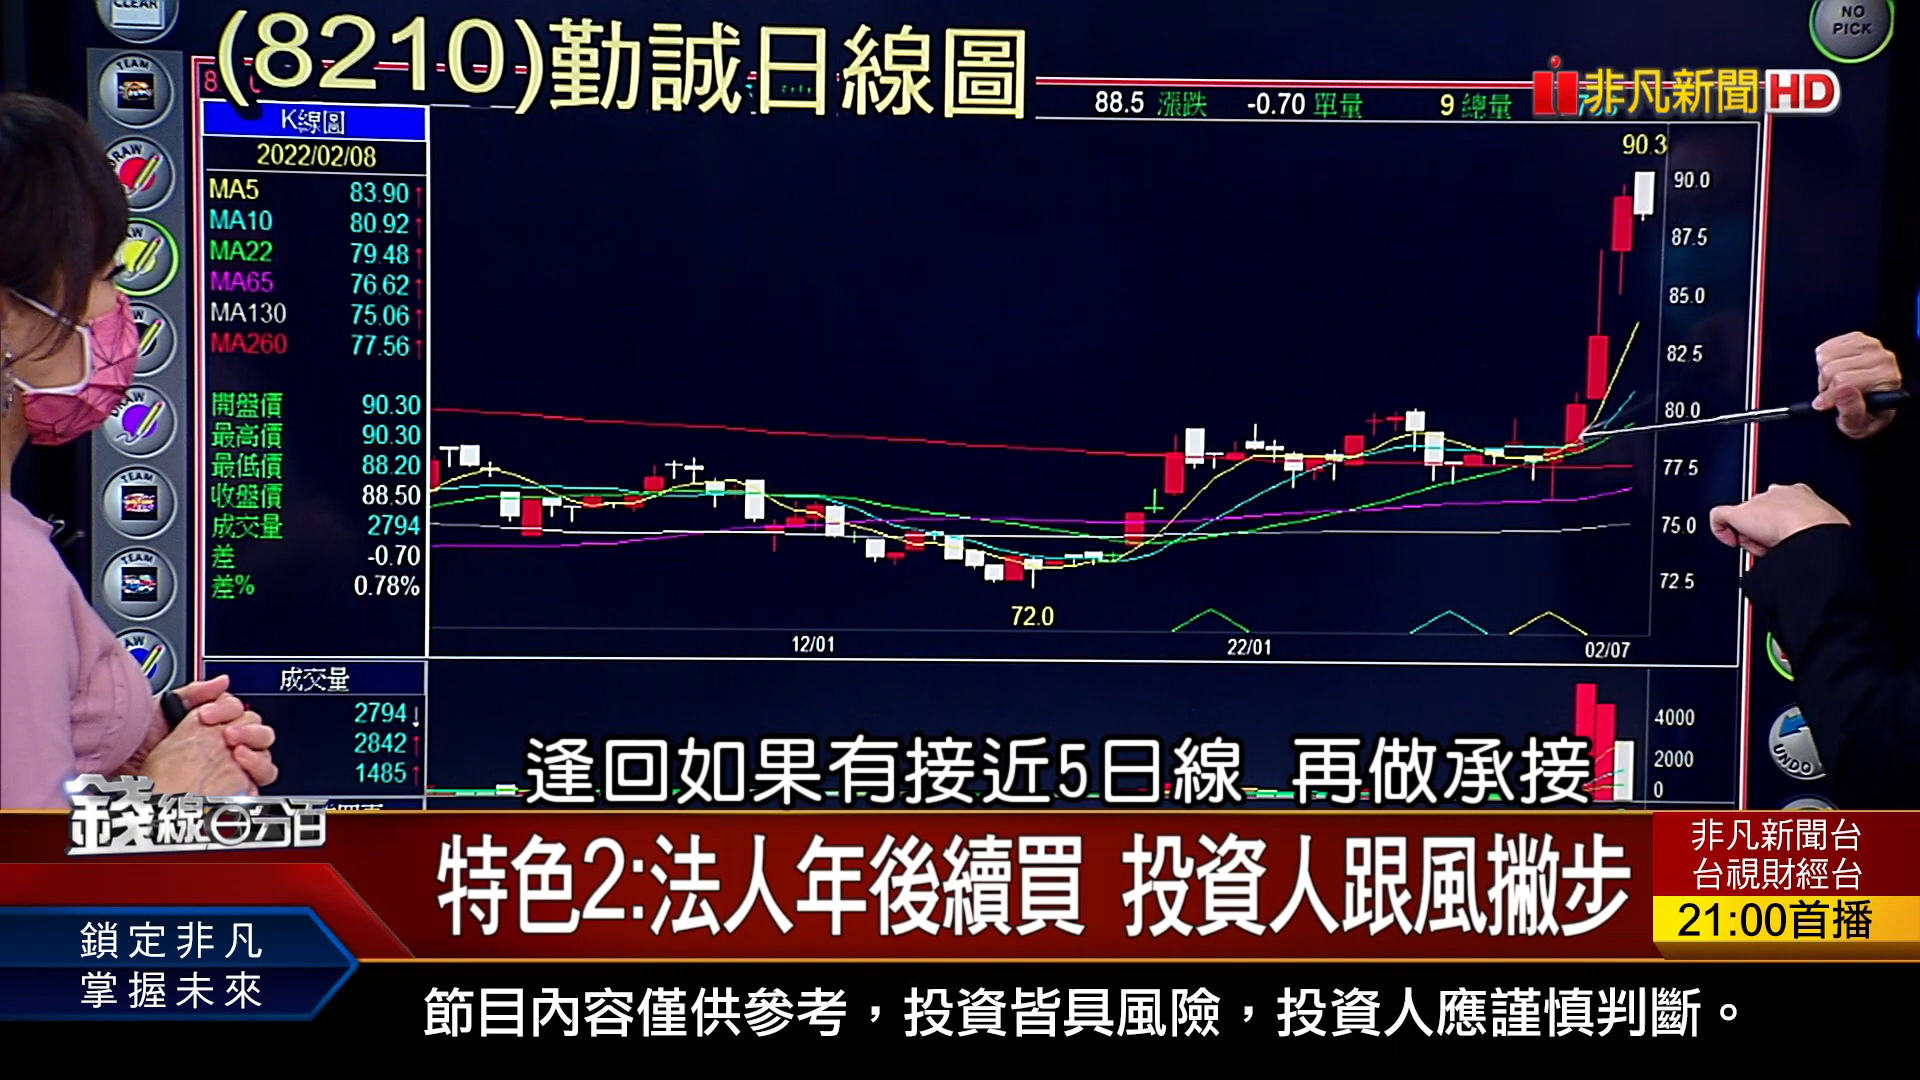 CLEAR
NO
PICK
(8210)勤誠日線圖
88.5 漲跌 -0.70 單量 9 總量
非凡新聞HD
TEAM
DRAW
K線圖
2022/02/08
MA5 83.90↑
MA10 80.92↑
MA22 79.48↑
MA65 76.62↑
MA130 75.06↑
MA260 77.56↑
開盤價 90.30
最高價 90.30
最低價 88.20
收盤價 88.50
成交量 2794
差 -0.70
差% 0.78%
90.3
90.0
87.5
85.0
82.5
80.0
77.5
75.0
72.5
72.0
12/01
22/01
02/07
DRAW
TEAM
TEAM
成交量
2794↓
2842↑
1485↑
4000
2000
0
UNDO
逢回如果有接近5日線 再做承接
錢線百分百
特色2:法人年後續買 投資人跟風撇步
非凡新聞台
台視財經台
21:00首播
鎖定非凡
掌握未來
節目內容僅供參考，投資皆具風險，投資人應謹慎判斷。